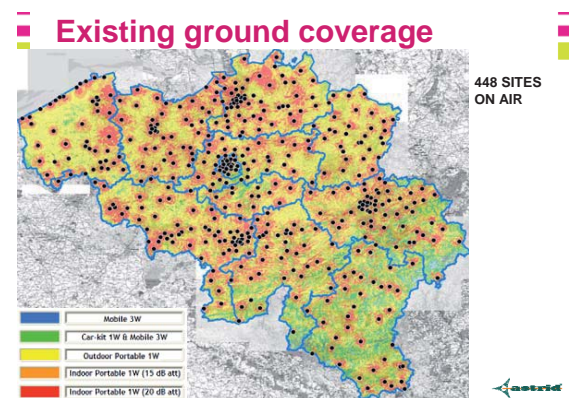 Existing ground coverage
448 SITES
ON AIR
Mobile 3W
Car-kit 1W & Mobile 3W
Outdoor Portable 1W
Indoor Portable 1W (15 dB att)
Indoor Portable 1W (20 dB att)
astrid